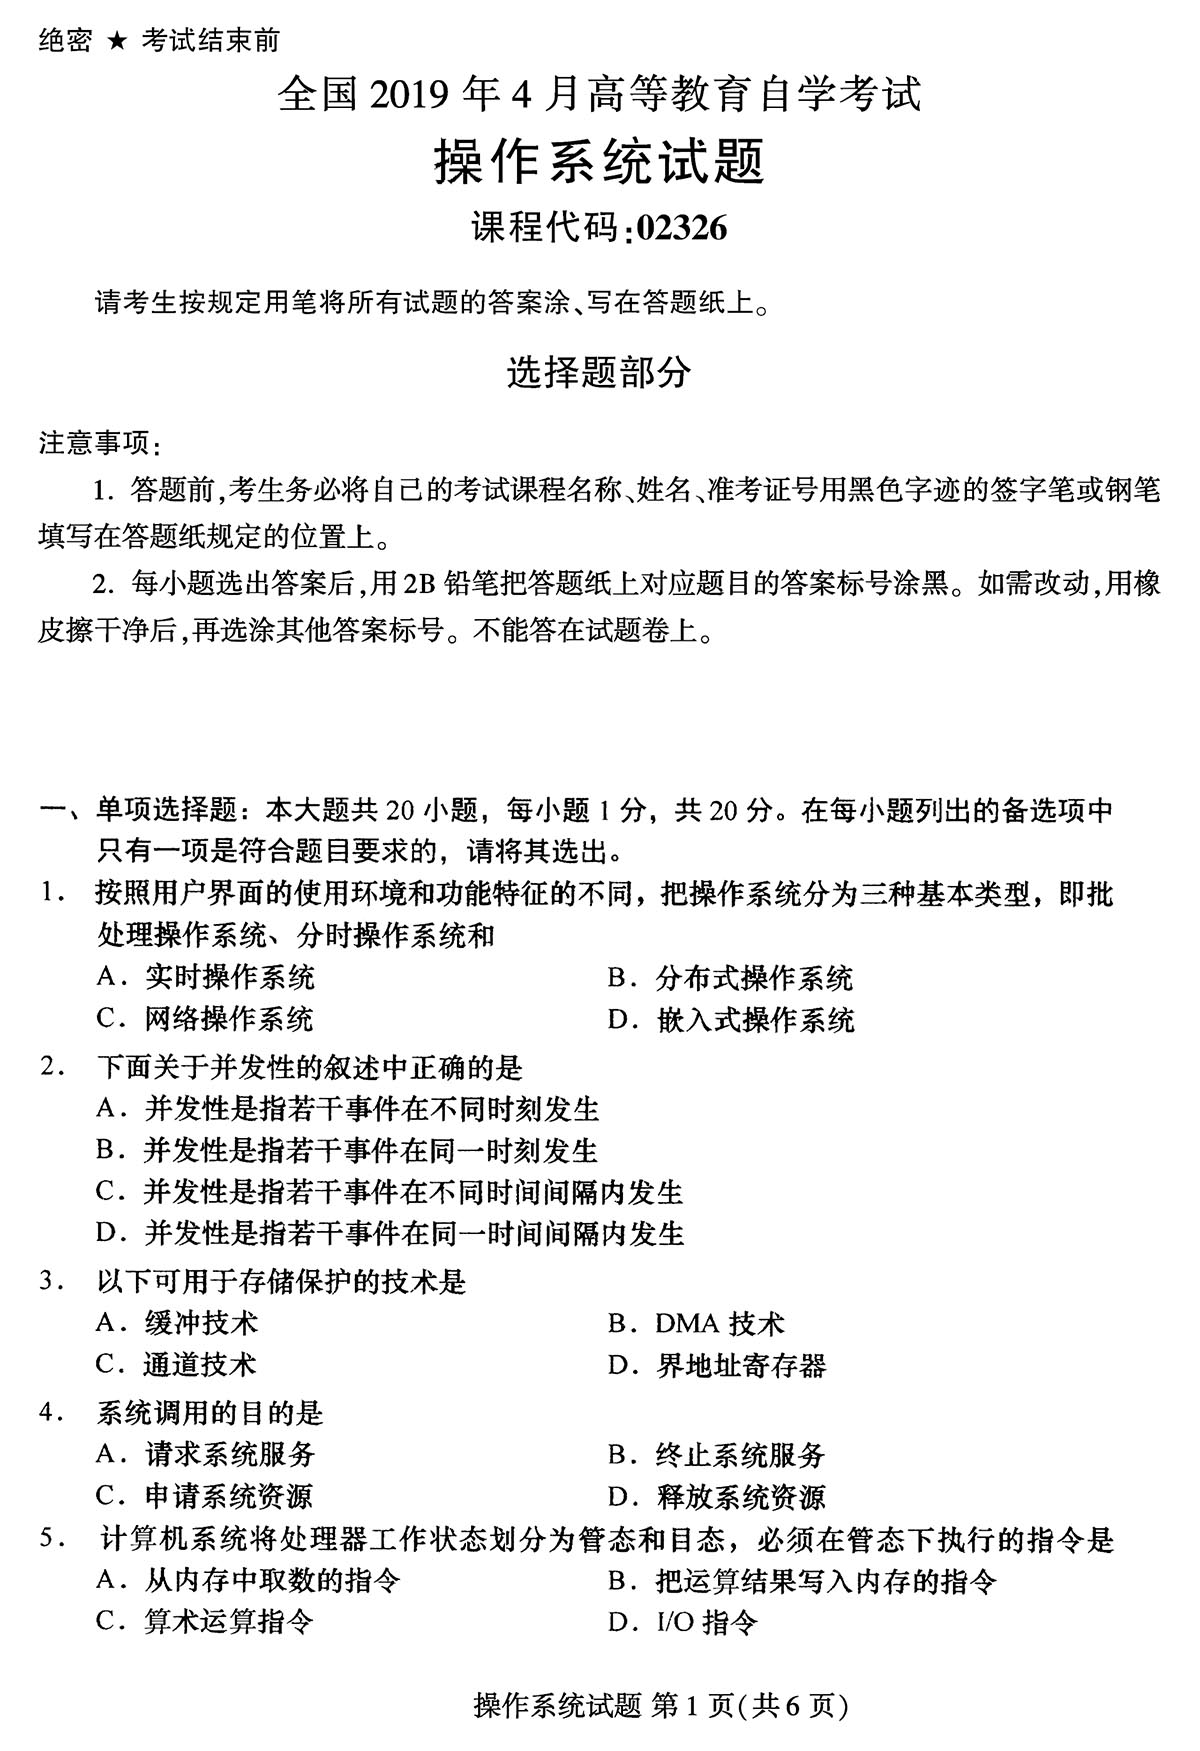 绝密 ★ 考试结束前
全国 2019 年 4 月高等教育自学考试
操作系统试题
课程代码:02326
请考生按规定用笔将所有试题的答案涂、写在答题纸上。
选择题部分
注意事项:
1. 答题前,考生务必将自己的考试课程名称、姓名、准考证号用黑色字迹的签字笔或钢笔
填写在答题纸规定的位置上。
2. 每小题选出答案后,用 2B 铅笔把答题纸上对应题目的答案标号涂黑。如需改动,用橡
皮擦干净后,再选涂其他答案标号。不能答在试题卷上。
一、单项选择题：本大题共 20 小题，每小题 1 分，共 20 分。在每小题列出的备选项中
只有一项是符合题目要求的，请将其选出。
1. 按照用户界面的使用环境和功能特征的不同，把操作系统分为三种基本类型，即批
处理操作系统、分时操作系统和
A. 实时操作系统 B. 分布式操作系统
C. 网络操作系统 D. 嵌入式操作系统
2. 下面关于并发性的叙述中正确的是
A. 并发性是指若干事件在不同时刻发生
B. 并发性是指若干事件在同一时刻发生
C. 并发性是指若干事件在不同时间间隔内发生
D. 并发性是指若干事件在同一时间间隔内发生
3. 以下可用于存储保护的技术是
A. 缓冲技术 B. DMA 技术
C. 通道技术 D. 界地址寄存器
4. 系统调用的目的是
A. 请求系统服务 B. 终止系统服务
C. 申请系统资源 D. 释放系统资源
5. 计算机系统将处理器工作状态划分为管态和目态，必须在管态下执行的指令是
A. 从内存中取数的指令 B. 把运算结果写入内存的指令
C. 算术运算指令 D. I/O 指令
操作系统试题 第 1 页(共 6 页)